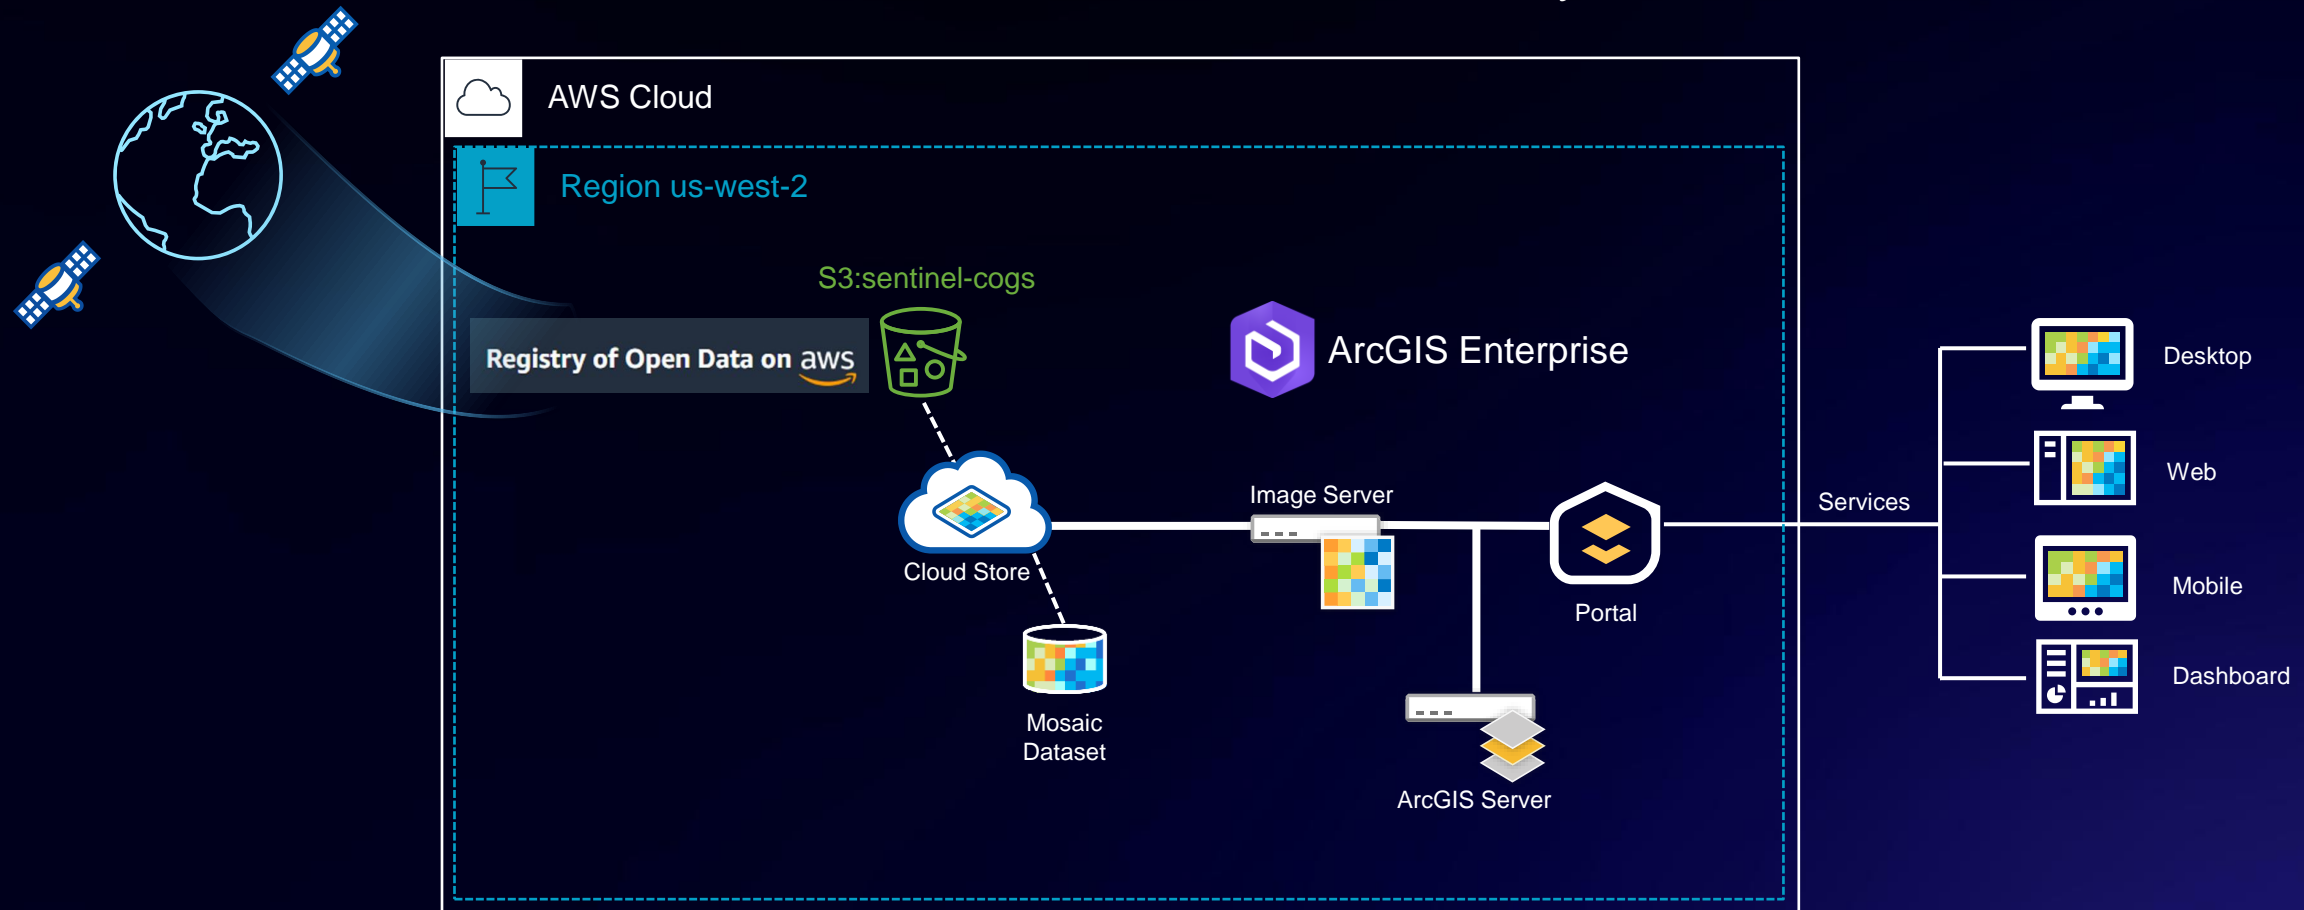 AWS Cloud
Region us-west-2
S3:sentinel-cogs
Registry of Open Data on aws
ArcGIS Enterprise
Cloud Store
Mosaic
Dataset
Image Server
ArcGIS Server
Portal
Services
Desktop
Web
Mobile
Dashboard